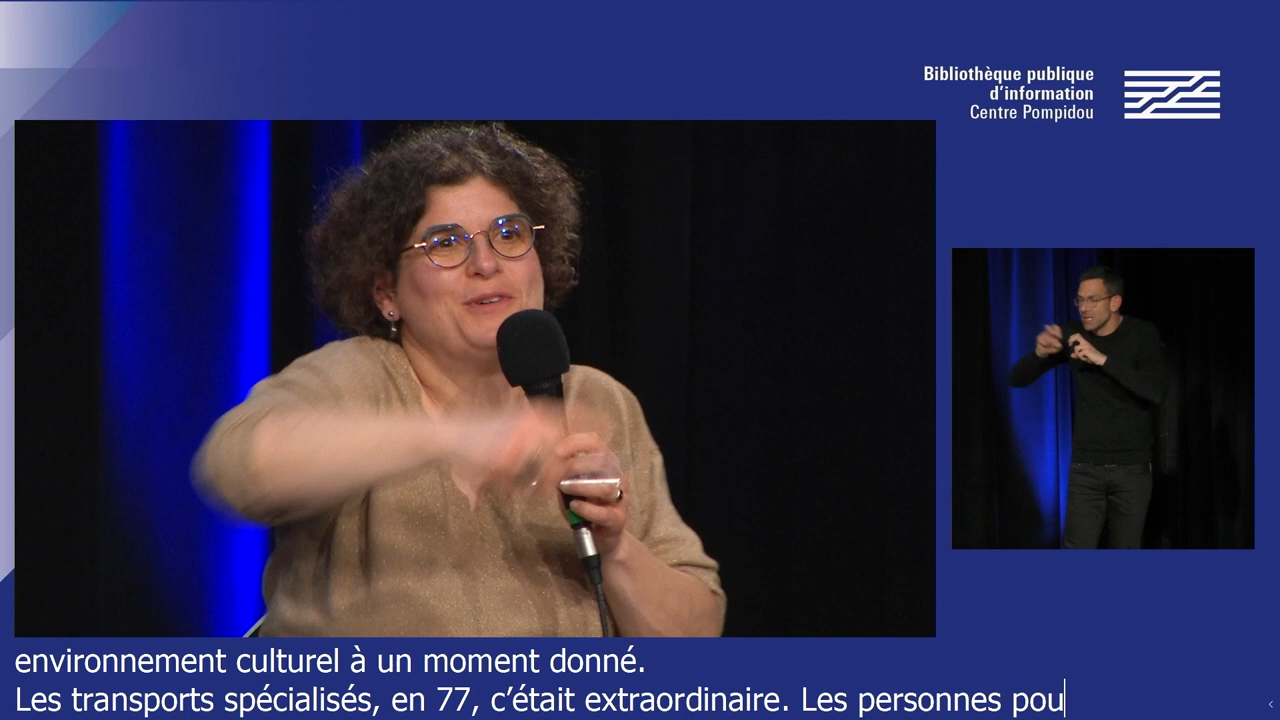 Bibliothèque publique
d’information
Centre Pompidou
environnement culturel à un moment donné.
Les transports spécialisés, en 77, c’était extraordinaire. Les personnes pou